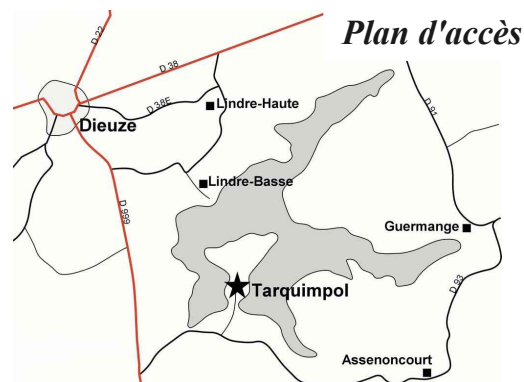 Plan d'accès
D.22
D.38
D.38E
Lindre-Haute
D.91
Dieuze
Lindre-Basse
D.999
Guermange
Tarquimpol
D.93
Assenoncourt